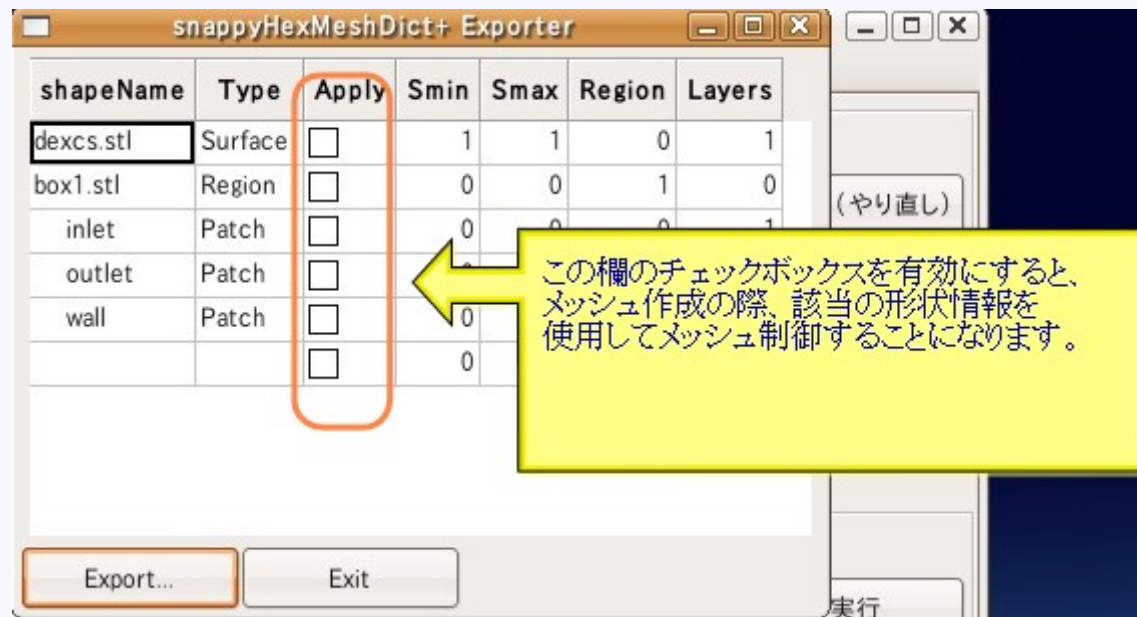 snappyHexMeshDict+ Exporter
shapeName Type Apply Smin Smax Region Layers
dexcs.stl Surface 1 1 0 1
box1.stl Region 0 0 1 0
inlet Patch 0 0 0 1
outlet Patch
wall Patch 0
0
(やり直し)
この欄のチェックボックスを有効にすると、
メッシュ作成の際、該当の形状情報を
使用してメッシュ制御することになります。
Export... Exit
実行